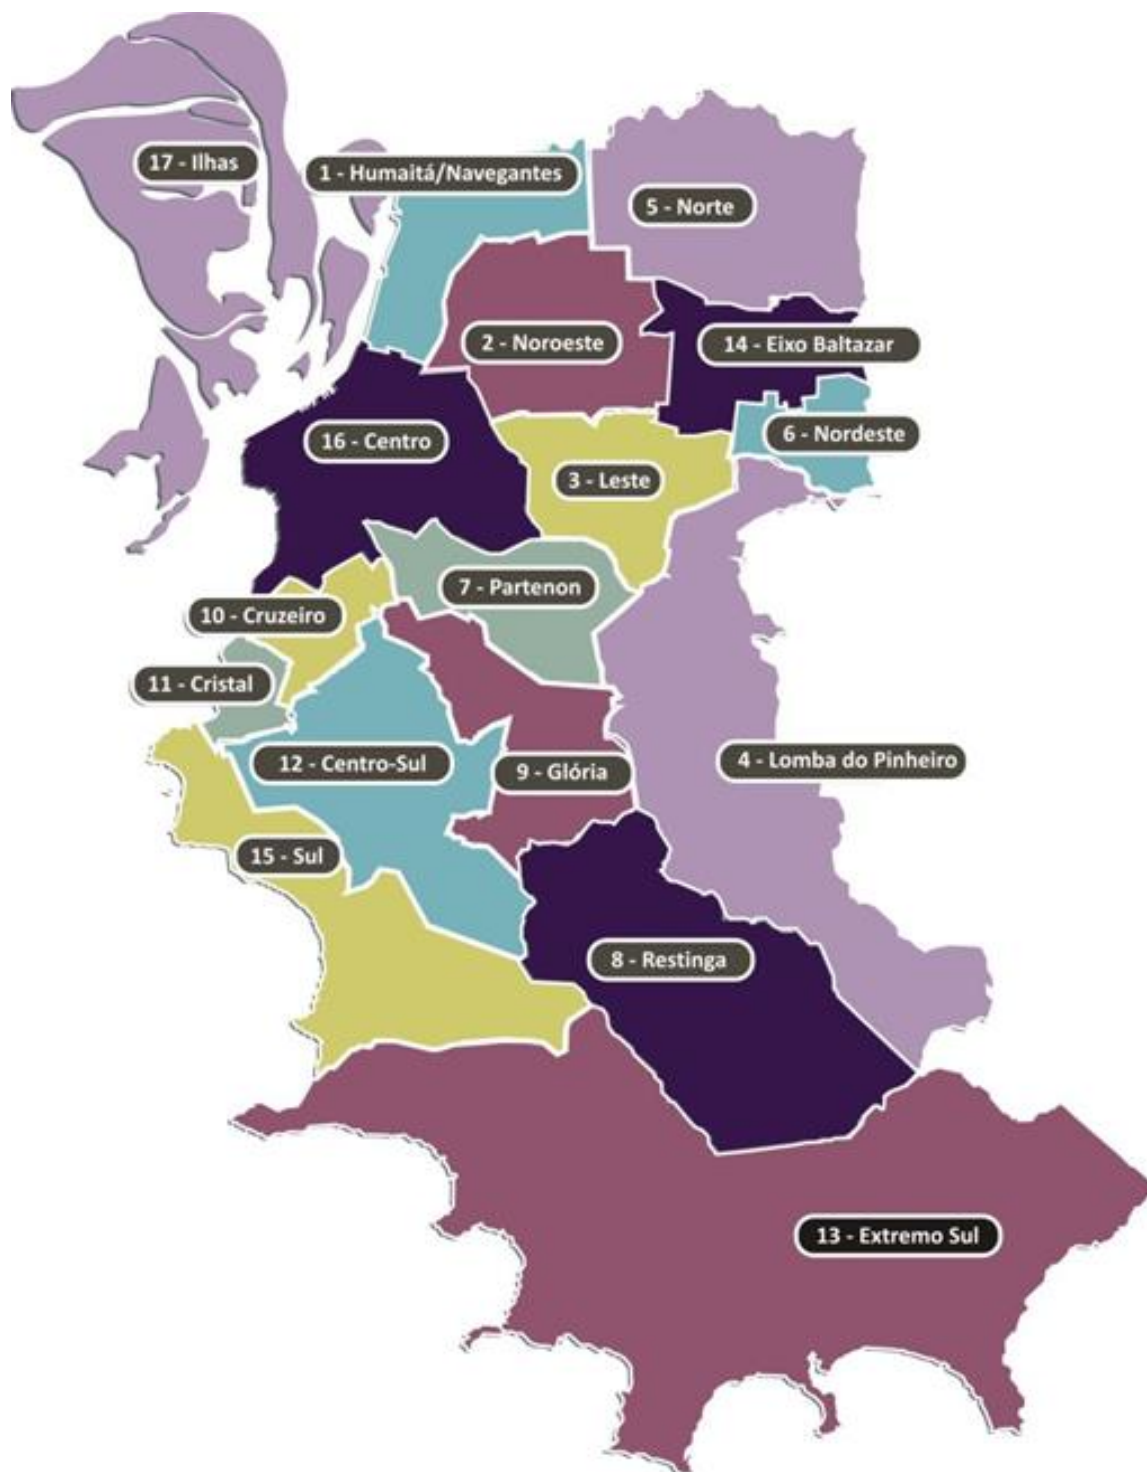 17 - Ilhas
1 - Humaitá/Navegantes
5 - Norte
2 - Noroeste
14 - Eixo Baltazar
16 - Centro
6 - Nordeste
3 - Leste
7 - Partenon
10 - Cruzeiro
11 - Cristal
12 - Centro-Sul
9 - Glória
4 - Lomba do Pinheiro
15 - Sul
8 - Restinga
13 - Extremo Sul